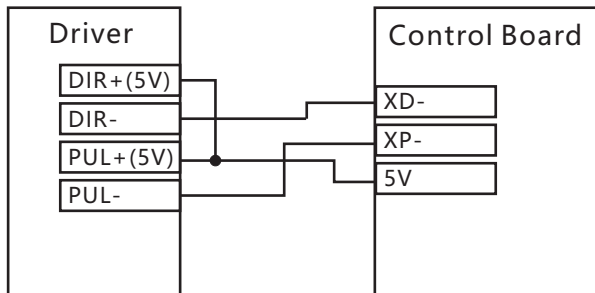 Driver
DIR+(5V)
DIR-
PUL+(5V)
PUL-
Control Board
XD-
XP-
5V